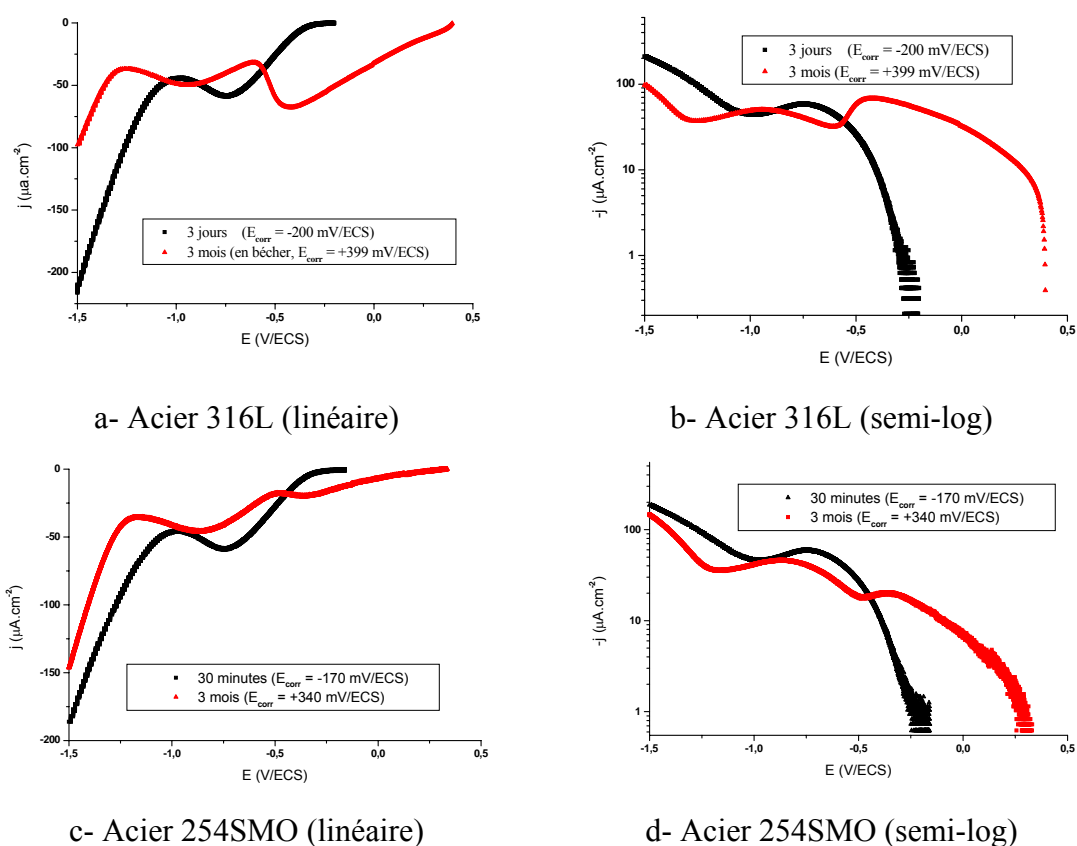 0
-50
-100
-150
-200
-1,5
-1,0
-0,5
0,0
0,5
j (µa.cm⁻²)
E (V/ECS)
3 jours (E_corr = -200 mV/ECS)
3 mois (en bécher, E_corr = +399 mV/ECS)
a- Acier 316L (linéaire)
100
10
1
-1,5
-1,0
-0,5
0,0
0,5
-j (µA.cm⁻²)
E (V/ECS)
3 jours (E_corr = -200 mV/ECS)
3 mois (E_corr = +399 mV/ECS)
b- Acier 316L (semi-log)
0
-50
-100
-150
-200
-1,5
-1,0
-0,5
0,0
0,5
j (µA.cm⁻²)
E (V/ECS)
30 minutes (E_corr = -170 mV/ECS)
3 mois (E_corr = +340 mV/ECS)
c- Acier 254SMO (linéaire)
100
10
1
-1,5
-1,0
-0,5
0,0
0,5
-j (µA.cm⁻²)
E (V/ECS)
30 minutes (E_corr = -170 mV/ECS)
3 mois (E_corr = +340 mV/ECS)
d- Acier 254SMO (semi-log)